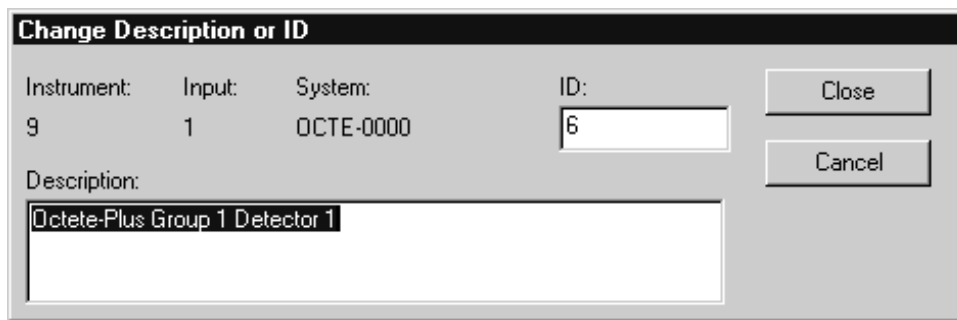 Change Description or ID
Instrument: Input: System: ID:
9 1 OCTE-0000 6
Close
Cancel
Description:
Octete-Plus Group 1 Detector 1